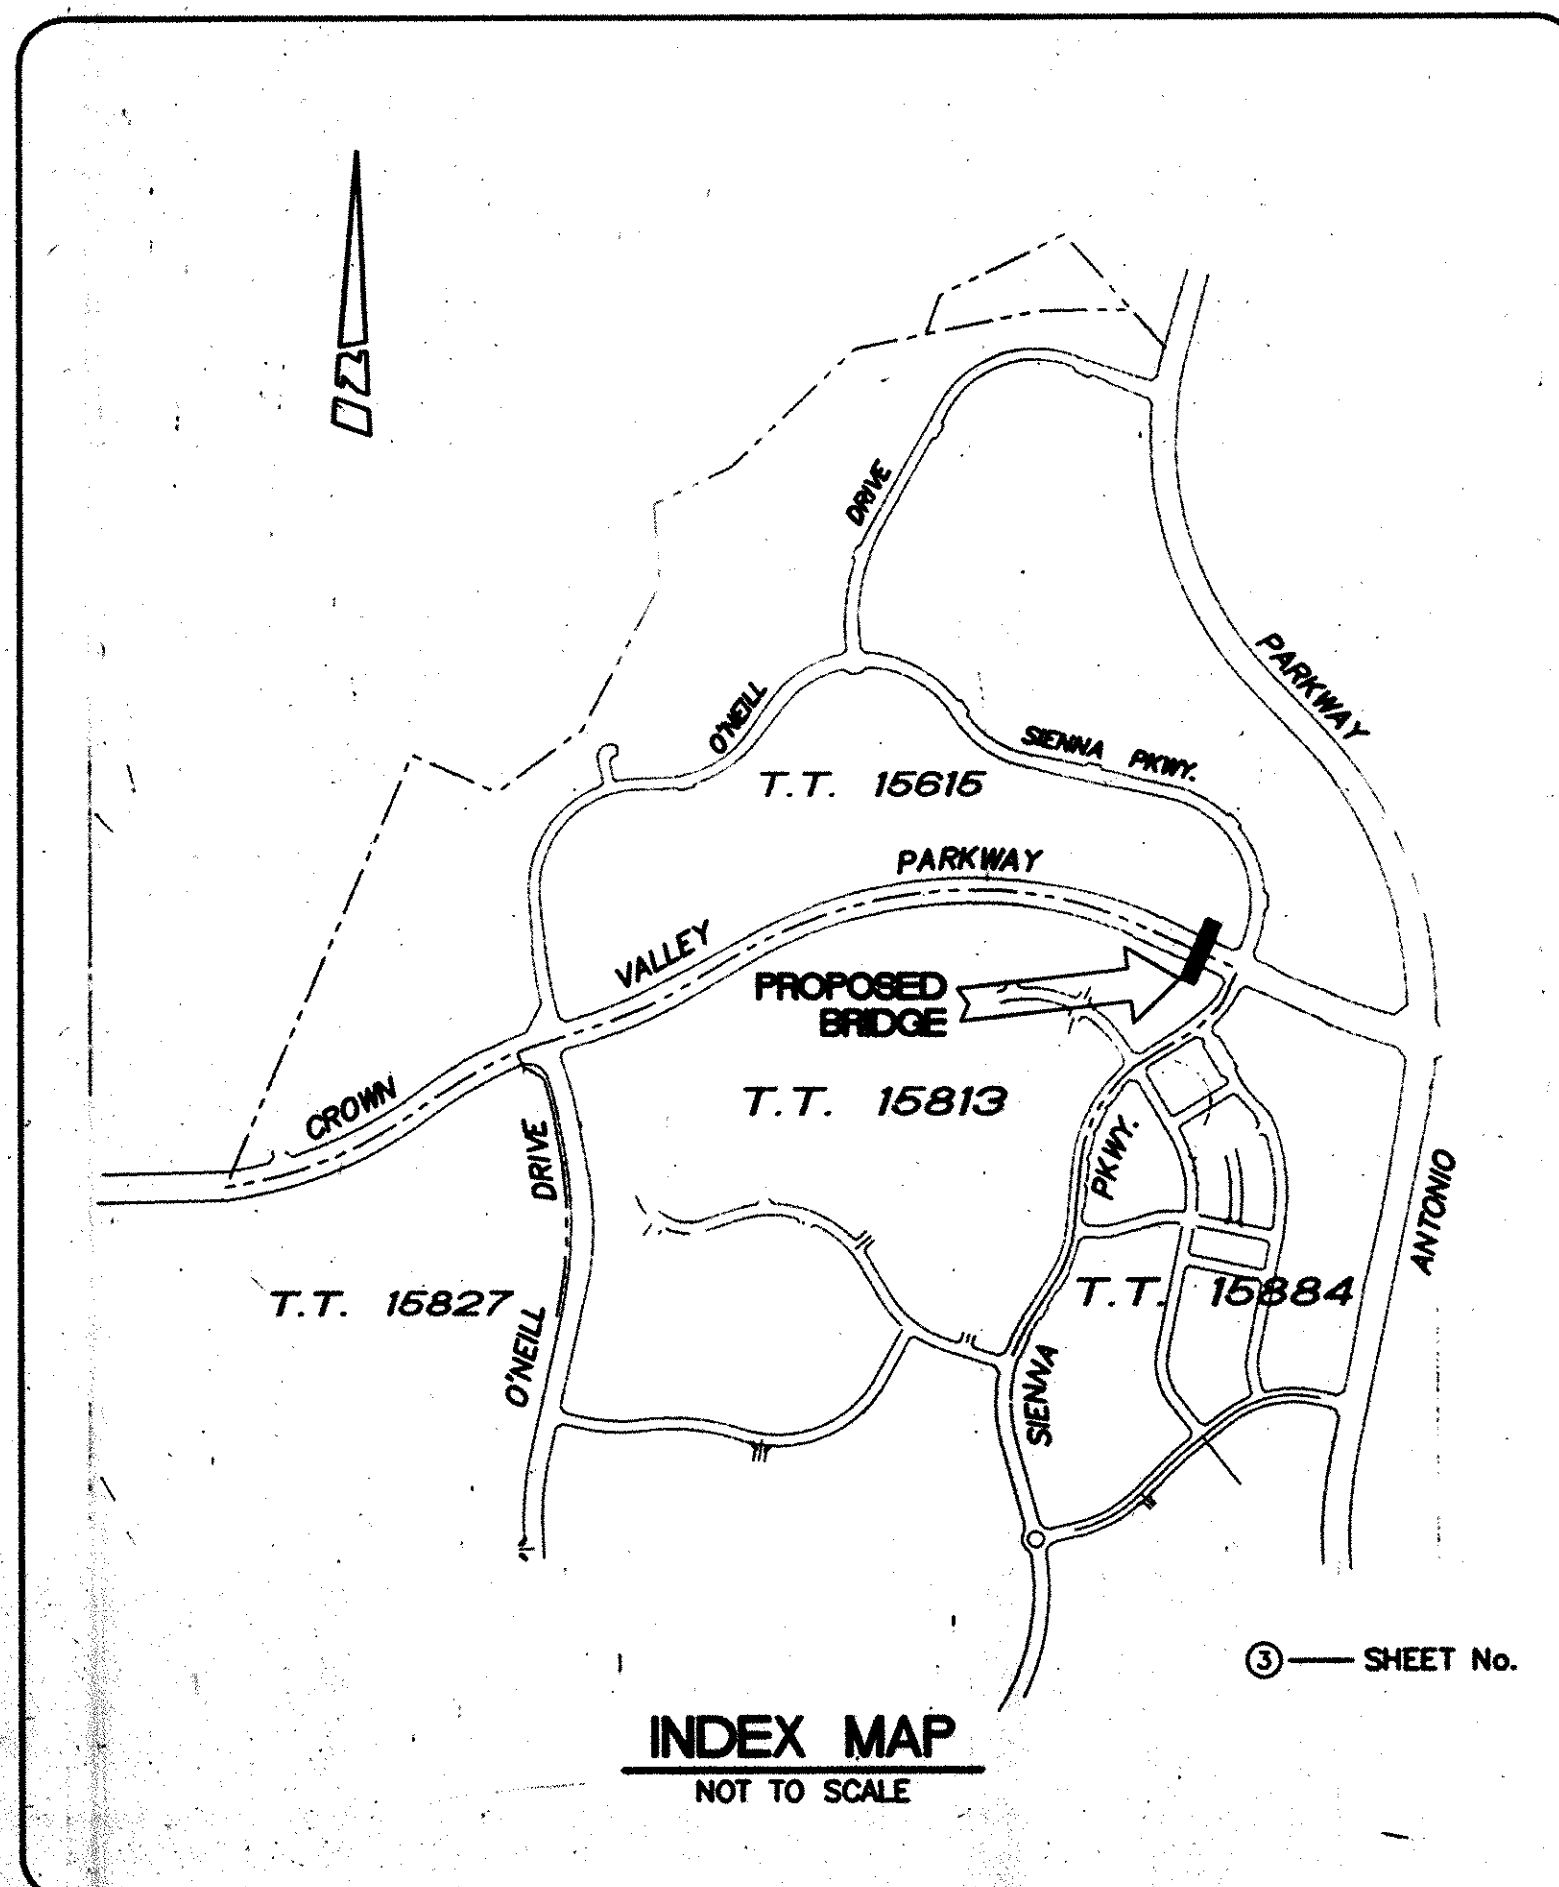 DRIVE
PARKWAY
O'NEILL
SIENNA PKWY.
T.T. 15615
PARKWAY
VALLEY
PROPOSED
BRIDGE
CROWN
T.T. 15813
DRIVE
PKWY.
ANTONIO
T.T. 15827
T.T. 15884
O'NEILL
SIENNA
3 SHEET No.
INDEX MAP
NOT TO SCALE